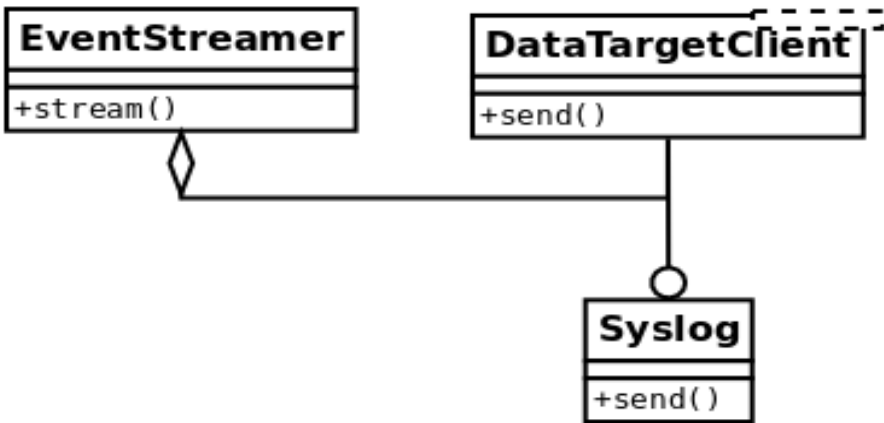 EventStreamer
+stream()
DataTargetClient
+send()
Syslog
+send()